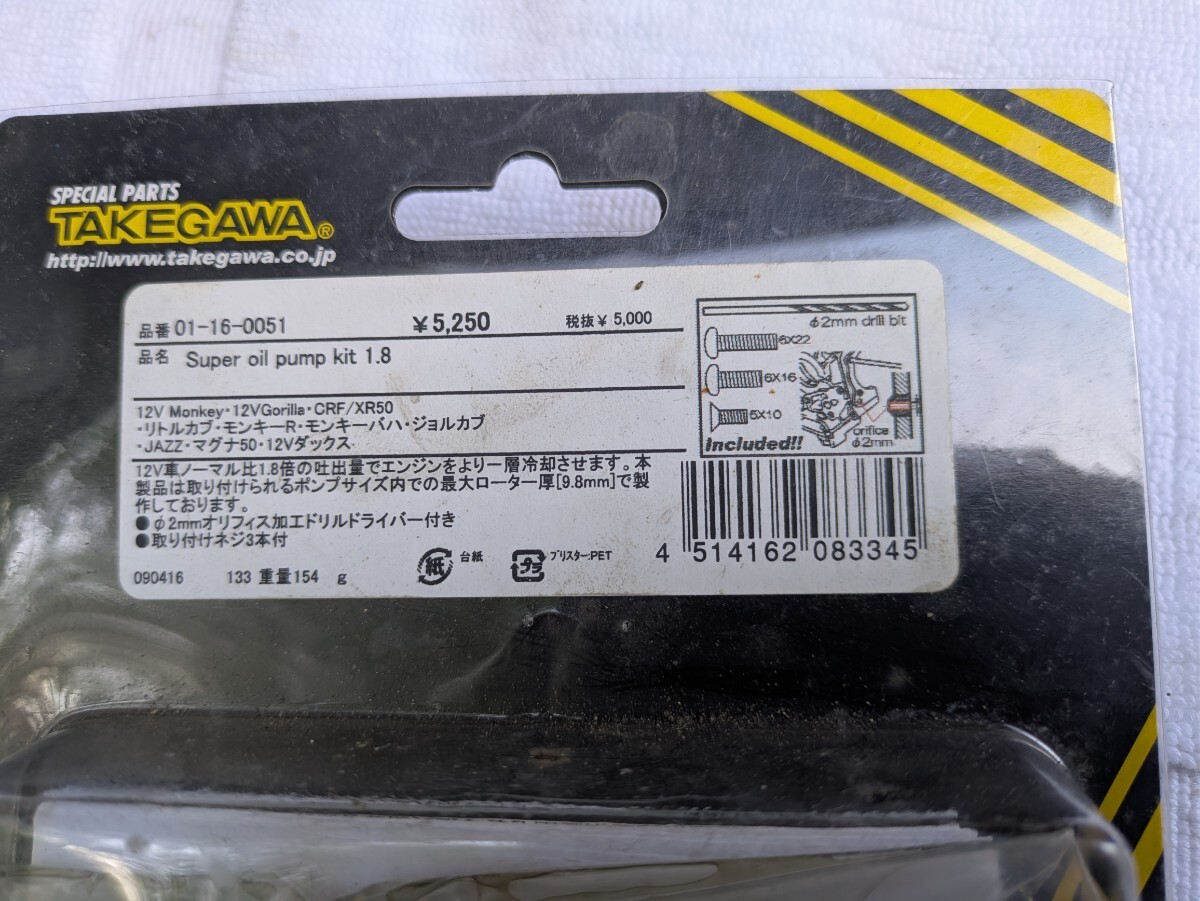 SPECIAL PARTS
TAKEGAWA®
http://www.takegawa.co.jp
品番 01-16-0051 ￥5,250 税抜￥ 5,000
品名 Super oil pump kit 1.8
12V Monkey・12VGorilla・CRF/XR50
・リトルカブ・モンキーR・モンキーバハ・ジョルカブ
・JAZZ・マグナ50・12Vダックス
12V車ノーマル比1.8倍の吐出量でエンジンをより一層冷却させます。本
製品は取り付けられるポンプサイズ内での最大ローター厚[9.8mm]で製
作しております。
●φ2mmオリフィス加工ドリルドライバー付き
●取り付けネジ3本付
090416 133 重量154 g
紙 台紙 プラ ブリスター:PET
φ2mm drill bit
6X22
6X16
5X10
orifice
φ2mm
Included!!
4 514162 083345